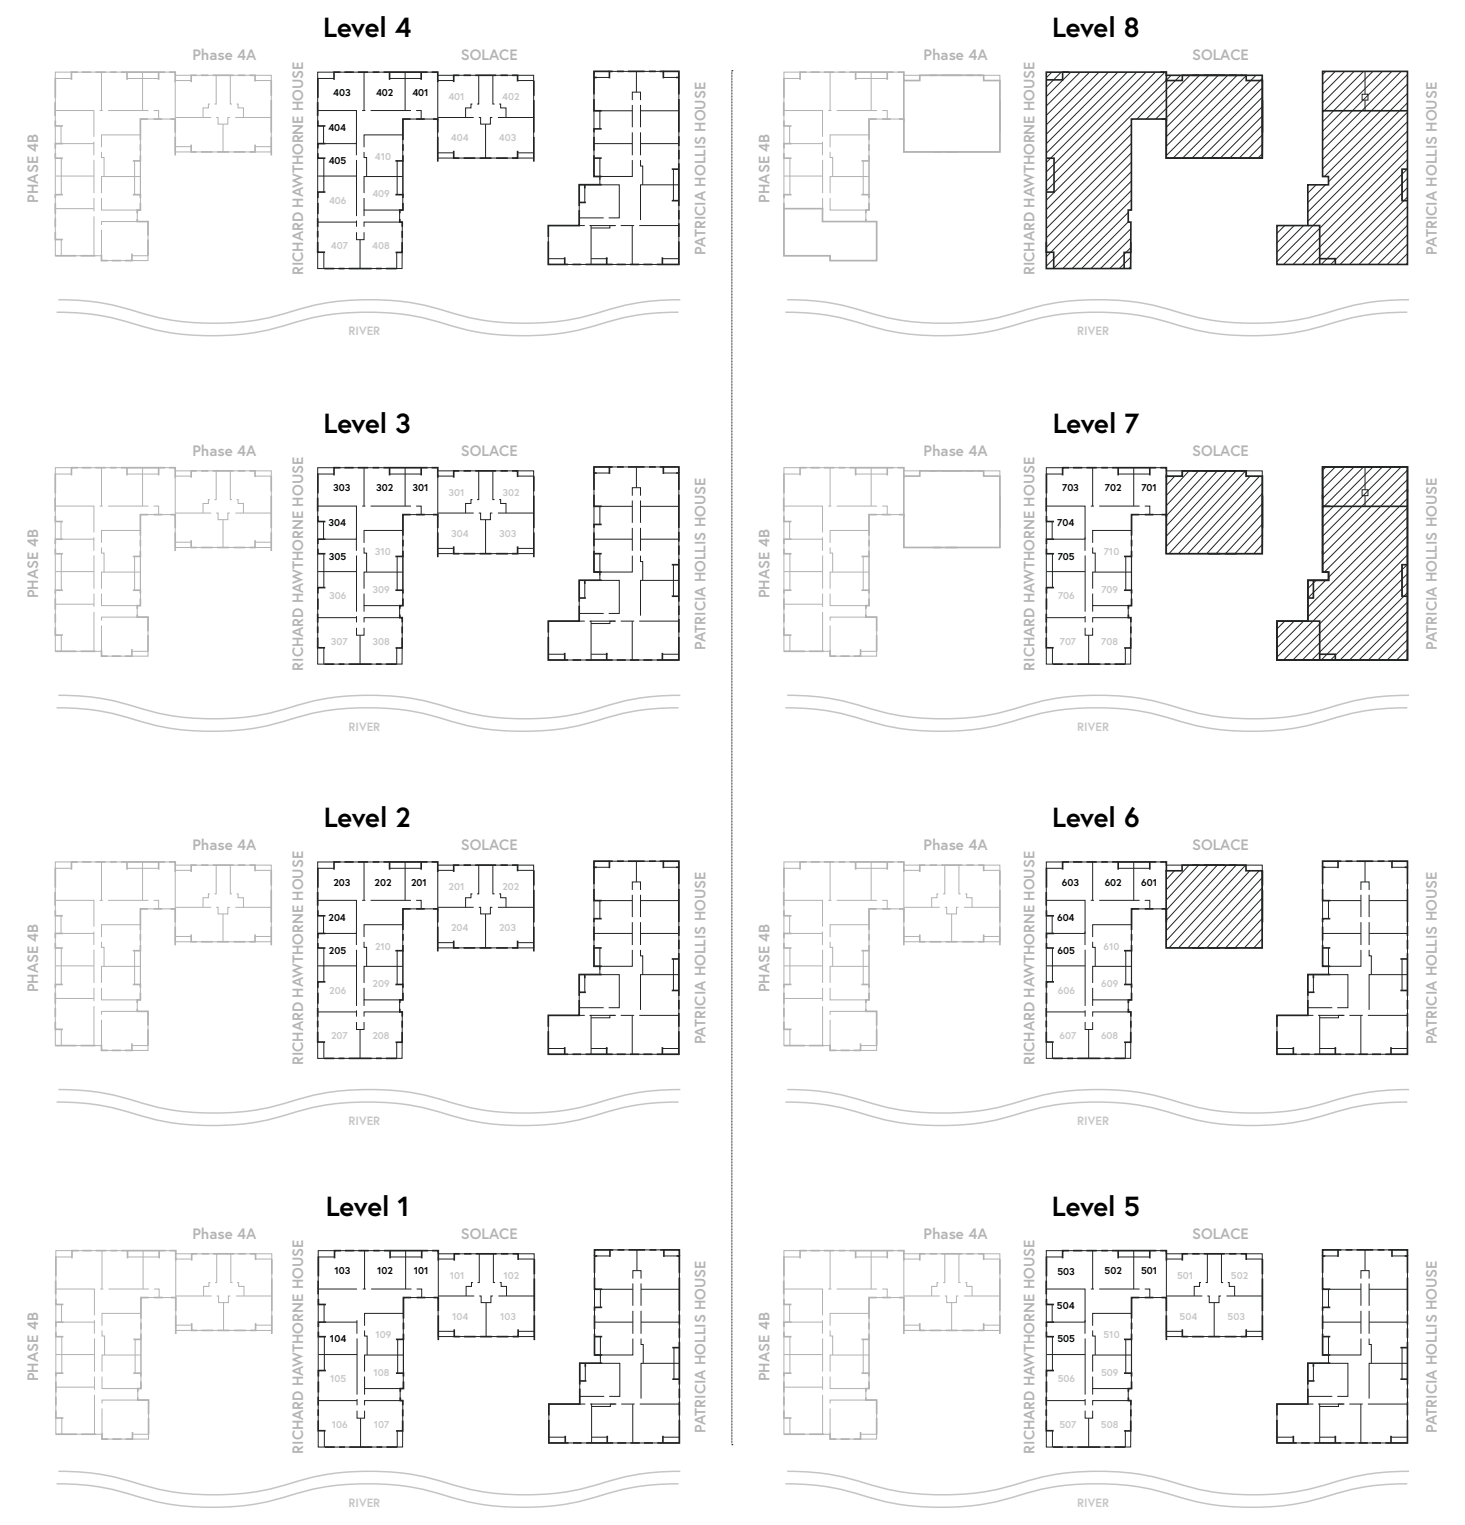 Level 4
Phase 4A
SOLACE
PHASE 4B
RICHARD HAWTHORNE HOUSE
PATRICIA HOLLIS HOUSE
403 402 401 401 402
404 404 403
405 410
406 409
407 408
RIVER
Level 3
Phase 4A
SOLACE
PHASE 4B
RICHARD HAWTHORNE HOUSE
PATRICIA HOLLIS HOUSE
303 302 301 301 302
304 304 303
305 310
306 309
307 308
RIVER
Level 2
Phase 4A
SOLACE
PHASE 4B
RICHARD HAWTHORNE HOUSE
PATRICIA HOLLIS HOUSE
203 202 201 201 202
204 204 203
205 210
206 209
207 208
RIVER
Level 1
Phase 4A
SOLACE
PHASE 4B
RICHARD HAWTHORNE HOUSE
PATRICIA HOLLIS HOUSE
103 102 101 101 102
104 103
104 109
105 108
106 107
RIVER
Level 8
Phase 4A
SOLACE
PHASE 4B
RICHARD HAWTHORNE HOUSE
PATRICIA HOLLIS HOUSE
RIVER
Level 7
Phase 4A
SOLACE
PHASE 4B
RICHARD HAWTHORNE HOUSE
PATRICIA HOLLIS HOUSE
703 702 701
704
705 710
706 709
707 708
RIVER
Level 6
Phase 4A
SOLACE
PHASE 4B
RICHARD HAWTHORNE HOUSE
PATRICIA HOLLIS HOUSE
603 602 601
604
605 610
606 609
607 608
RIVER
Level 5
Phase 4A
SOLACE
PHASE 4B
RICHARD HAWTHORNE HOUSE
PATRICIA HOLLIS HOUSE
503 502 501 501 502
504 504 503
505 510
506 509
507 508
RIVER